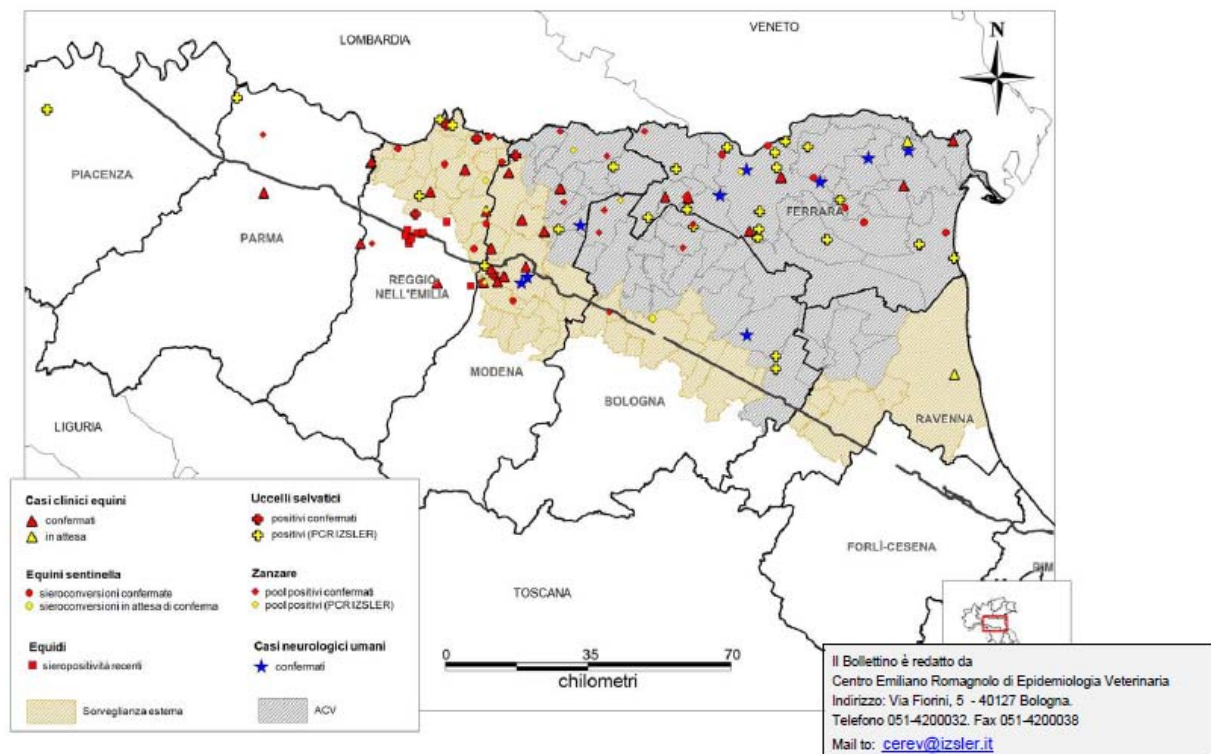 LOMBARDIA
VENETO
N
PIACENZA
PARMA
FERRARA
REGGIO
NELL'EMILIA
MODENA
BOLOGNA
RAVENNA
LIGURIA
FORLÌ-CESENA
TOSCANA
RIM
Casi clinici equini
confermati
in attesa
Equini sentinella
sieroconversioni confermate
sieroconversioni in attesa di conferma
Equidi
sieropositività recenti
Sorveglianza esterna
Uccelli selvatici
positivi confermati
positivi (PCR IZSLER)
Zanzare
pool positivi confermati
pool positivi (PCR IZSLER)
Casi neurologici umani
confermati
ACV
0 35 70
chilometri
Il Bollettino è redatto da
Centro Emiliano Romagnolo di Epidemiologia Veterinaria
Indirizzo: Via Fiorini, 5 - 40127 Bologna.
Telefono 051-4200032. Fax 051-4200038
Mail to: cerev@izsler.it